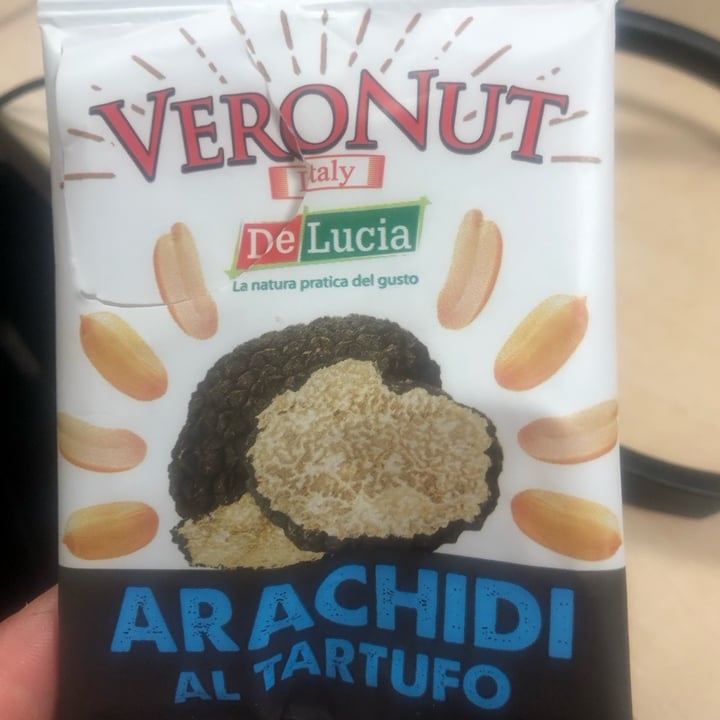 VERONUT
Italy
De Lucia
La natura pratica del gusto
ARACHIDI
AL TARTUFO